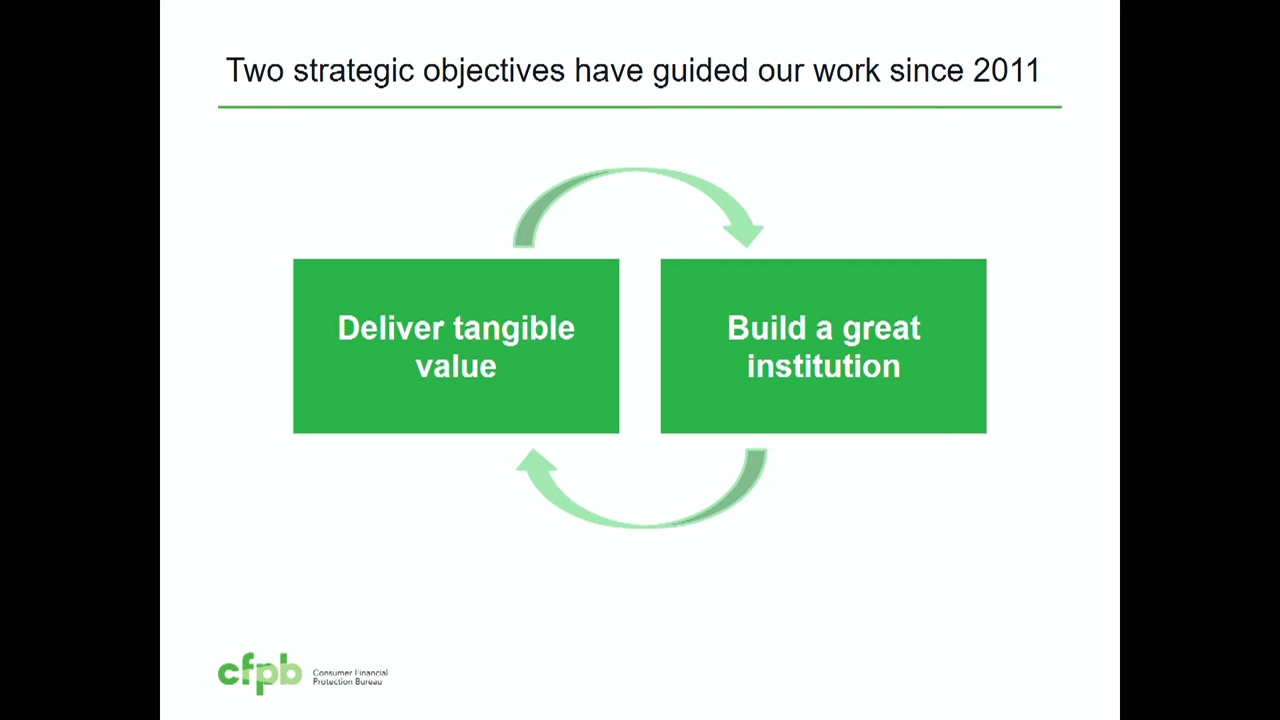 Two strategic objectives have guided our work since 2011
Deliver tangible
value
Build a great
institution
cfpb
Consumer Financial
Protection Bureau